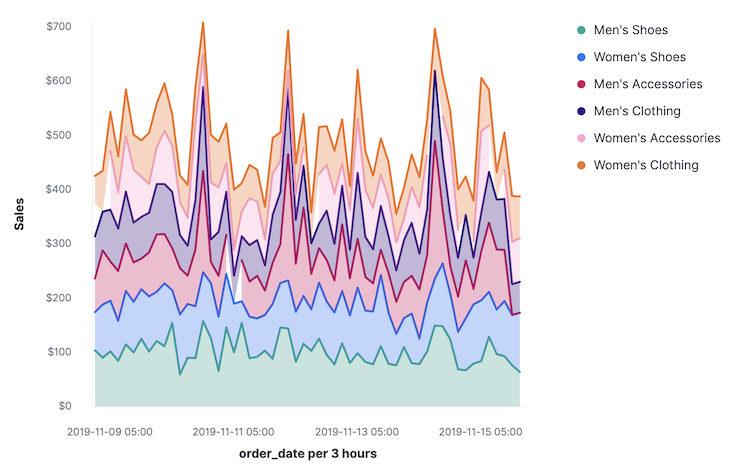 $700
$600
$500
$400
$300
$200
$100
$0
Sales
2019-11-09 05:00
2019-11-11 05:00
2019-11-13 05:00
2019-11-15 05:00
order_date per 3 hours
Men's Shoes
Women's Shoes
Men's Accessories
Men's Clothing
Women's Accessories
Women's Clothing